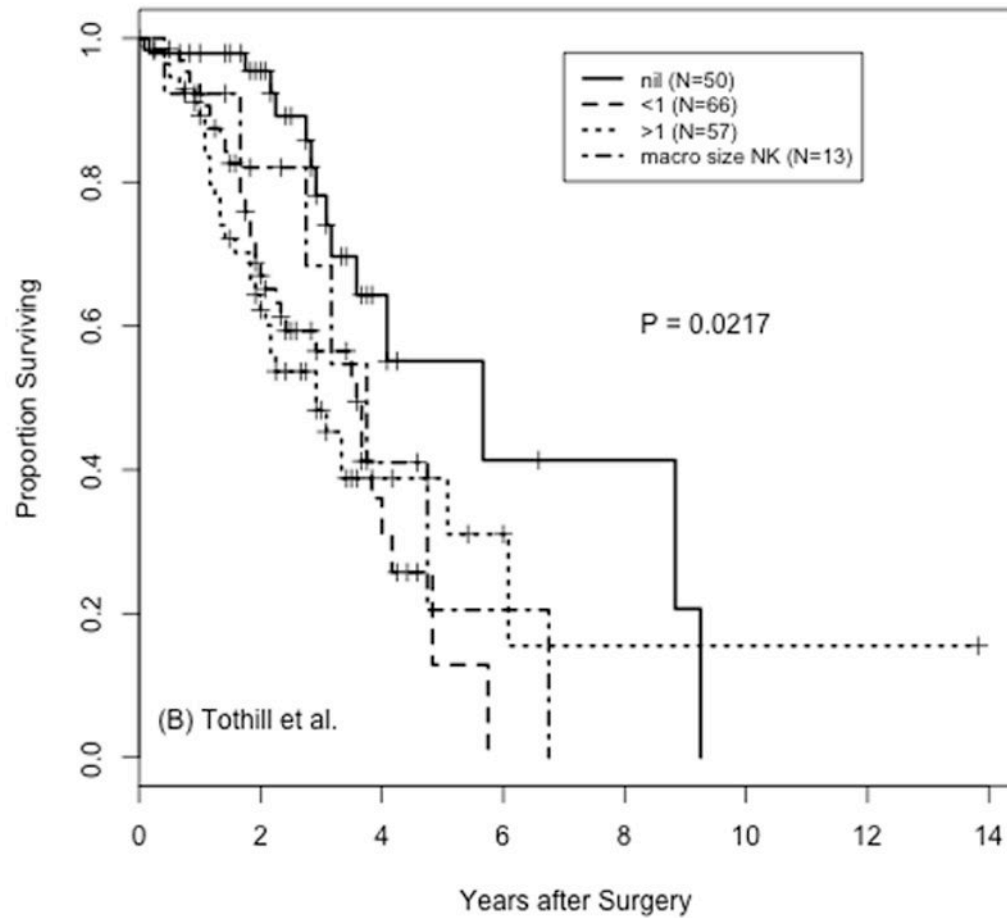 nil (N=50)
<1 (N=66)
>1 (N=57)
macro size NK (N=13)
P = 0.0217
(B) Tothill et al.
Proportion Surviving
1.0
0.8
0.6
0.4
0.2
0.0
0 2 4 6 8 10 12 14
Years after Surgery